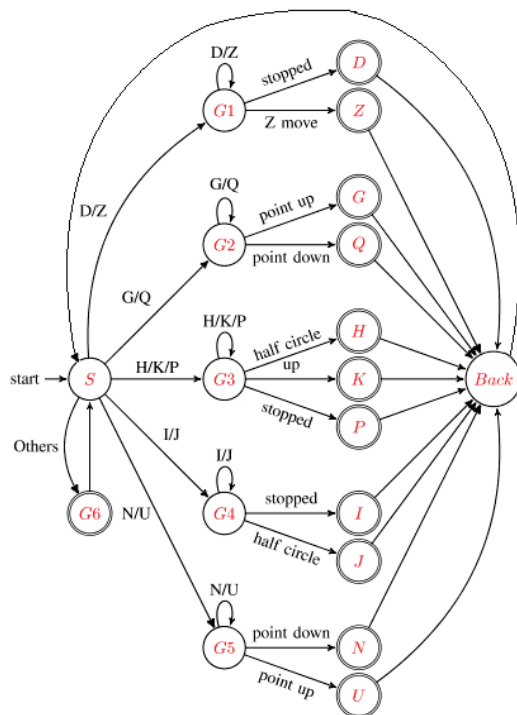 D/Z
stopped
D
G1
Z move
Z
D/Z
G/Q
point up
G
G2
point down
Q
G/Q
H/K/P
half circle
H
up
start
S
H/K/P
G3
K
Back
stopped
P
I/J
I/J
Others
stopped
G6
G4
I
N/U
half circle
J
N/U
point down
G5
N
point up
U